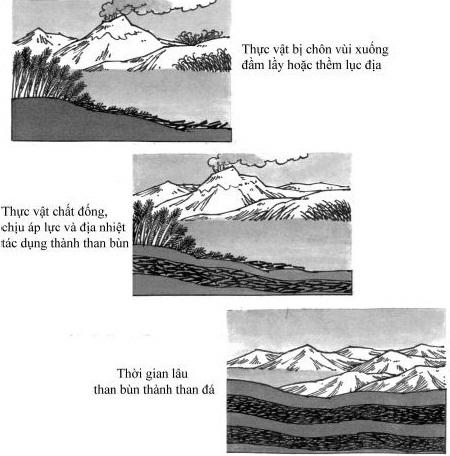 Thực vật bị chôn vùi xuống
đầm lầy hoặc thềm lục địa
Thực vật chất đống,
chịu áp lực và địa nhiệt
tác dụng thành than bùn
Thời gian lâu
than bùn thành than đá